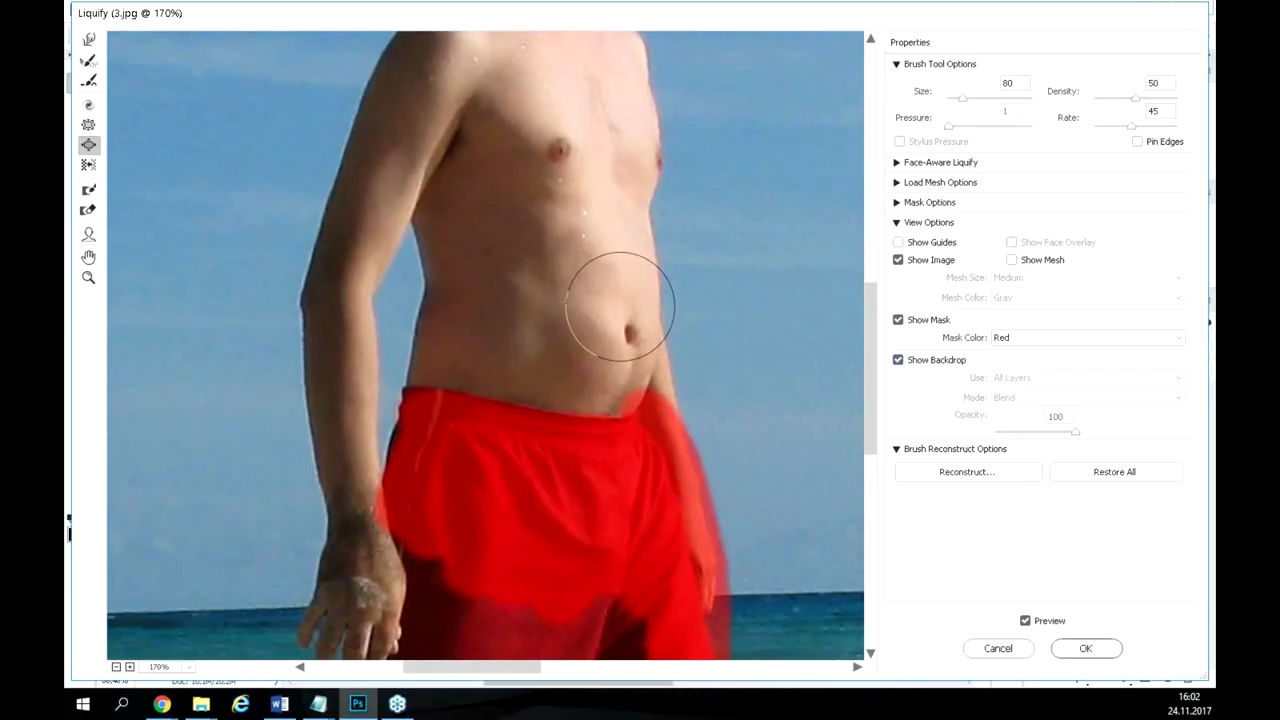 Liquify (3.jpg @ 170%)
Properties
Brush Tool Options
Size: 80 Density: 50
Pressure: 1 Rate: 45
Stylus Pressure Pin Edges
Face-Aware Liquify
Load Mesh Options
Mask Options
View Options
Show Guides Show Face Overlay
Show Image Show Mesh
Mesh Size: Medium
Mesh Color: Gray
Show Mask
Mask Color: Red
Show Backdrop
Use: All Layers
Mode: Blend
Opacity: 100
Brush Reconstruct Options
Reconstruct... Restore All
Preview
Cancel OK
170%
Ps
16:02
24.11.2017